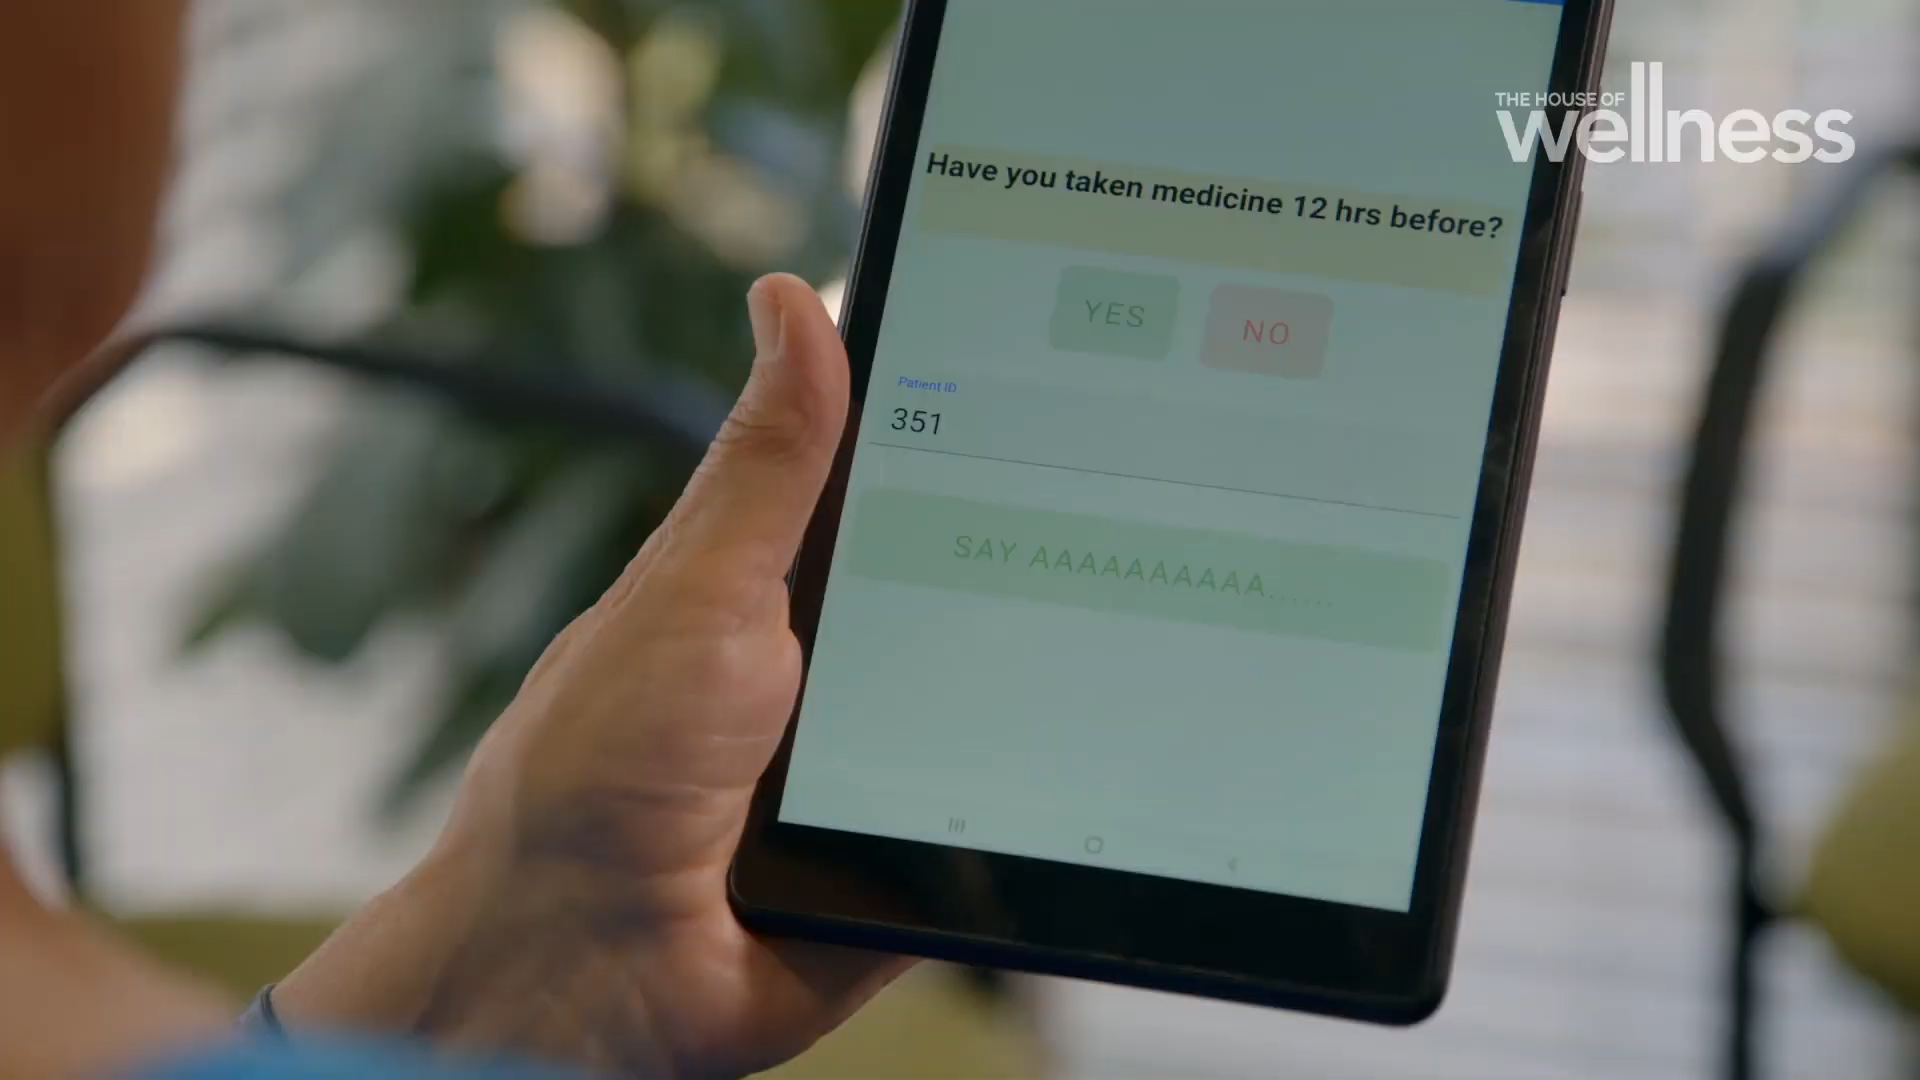 THE HOUSE OF
wellness
Have you taken medicine 12 hrs before?
YES NO
Patient ID
351
SAY AAAAAAAAAA......